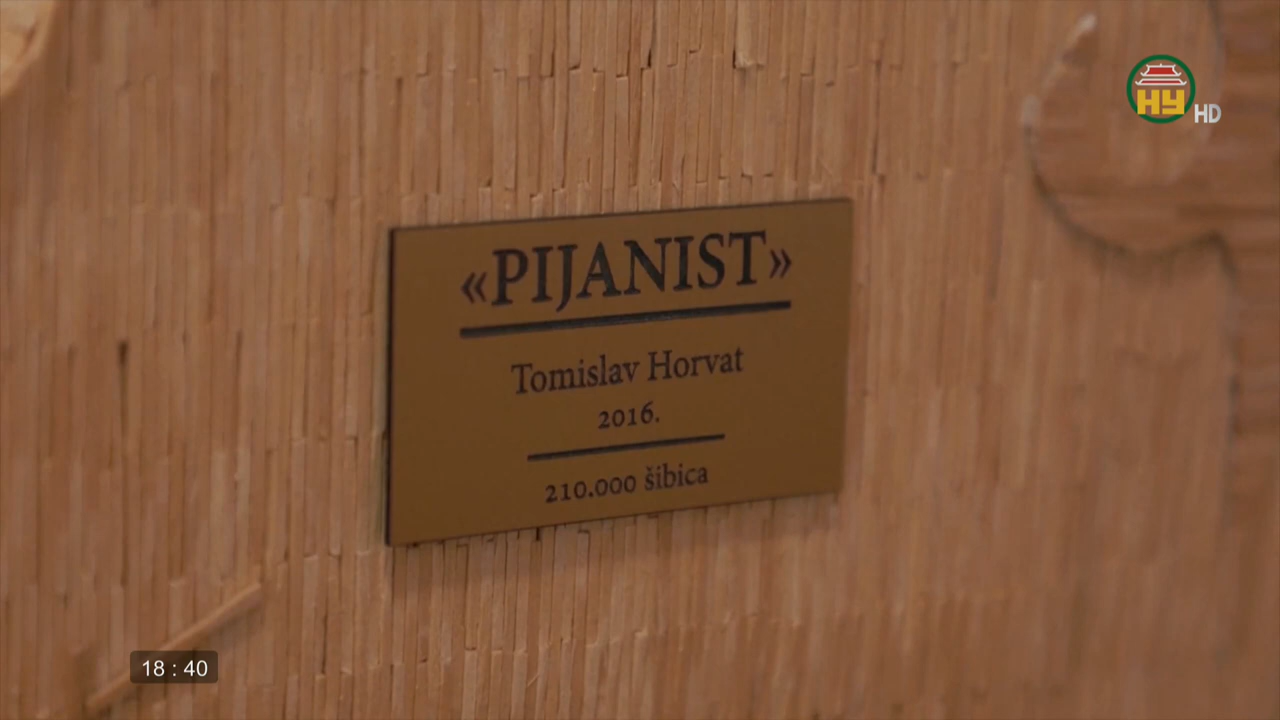 HY
HD
«PIJANIST»
Tomislav Horvat
2016.
210.000 šibica
18 : 40